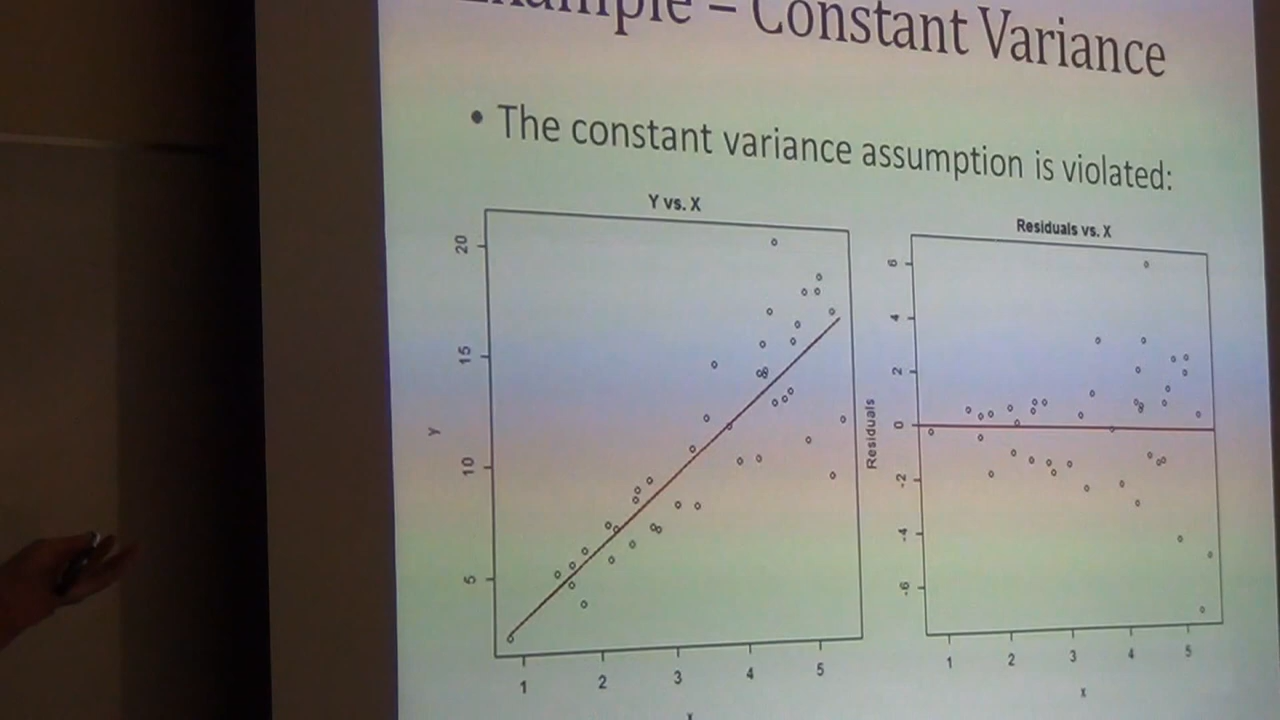 Example – Constant Variance
• The constant variance assumption is violated:
Y vs. X
20
15
10
5
Y
1 2 3 4 5
x
Residuals vs. X
6
4
2
0
-2
-4
-6
Residuals
1 2 3 4 5
x